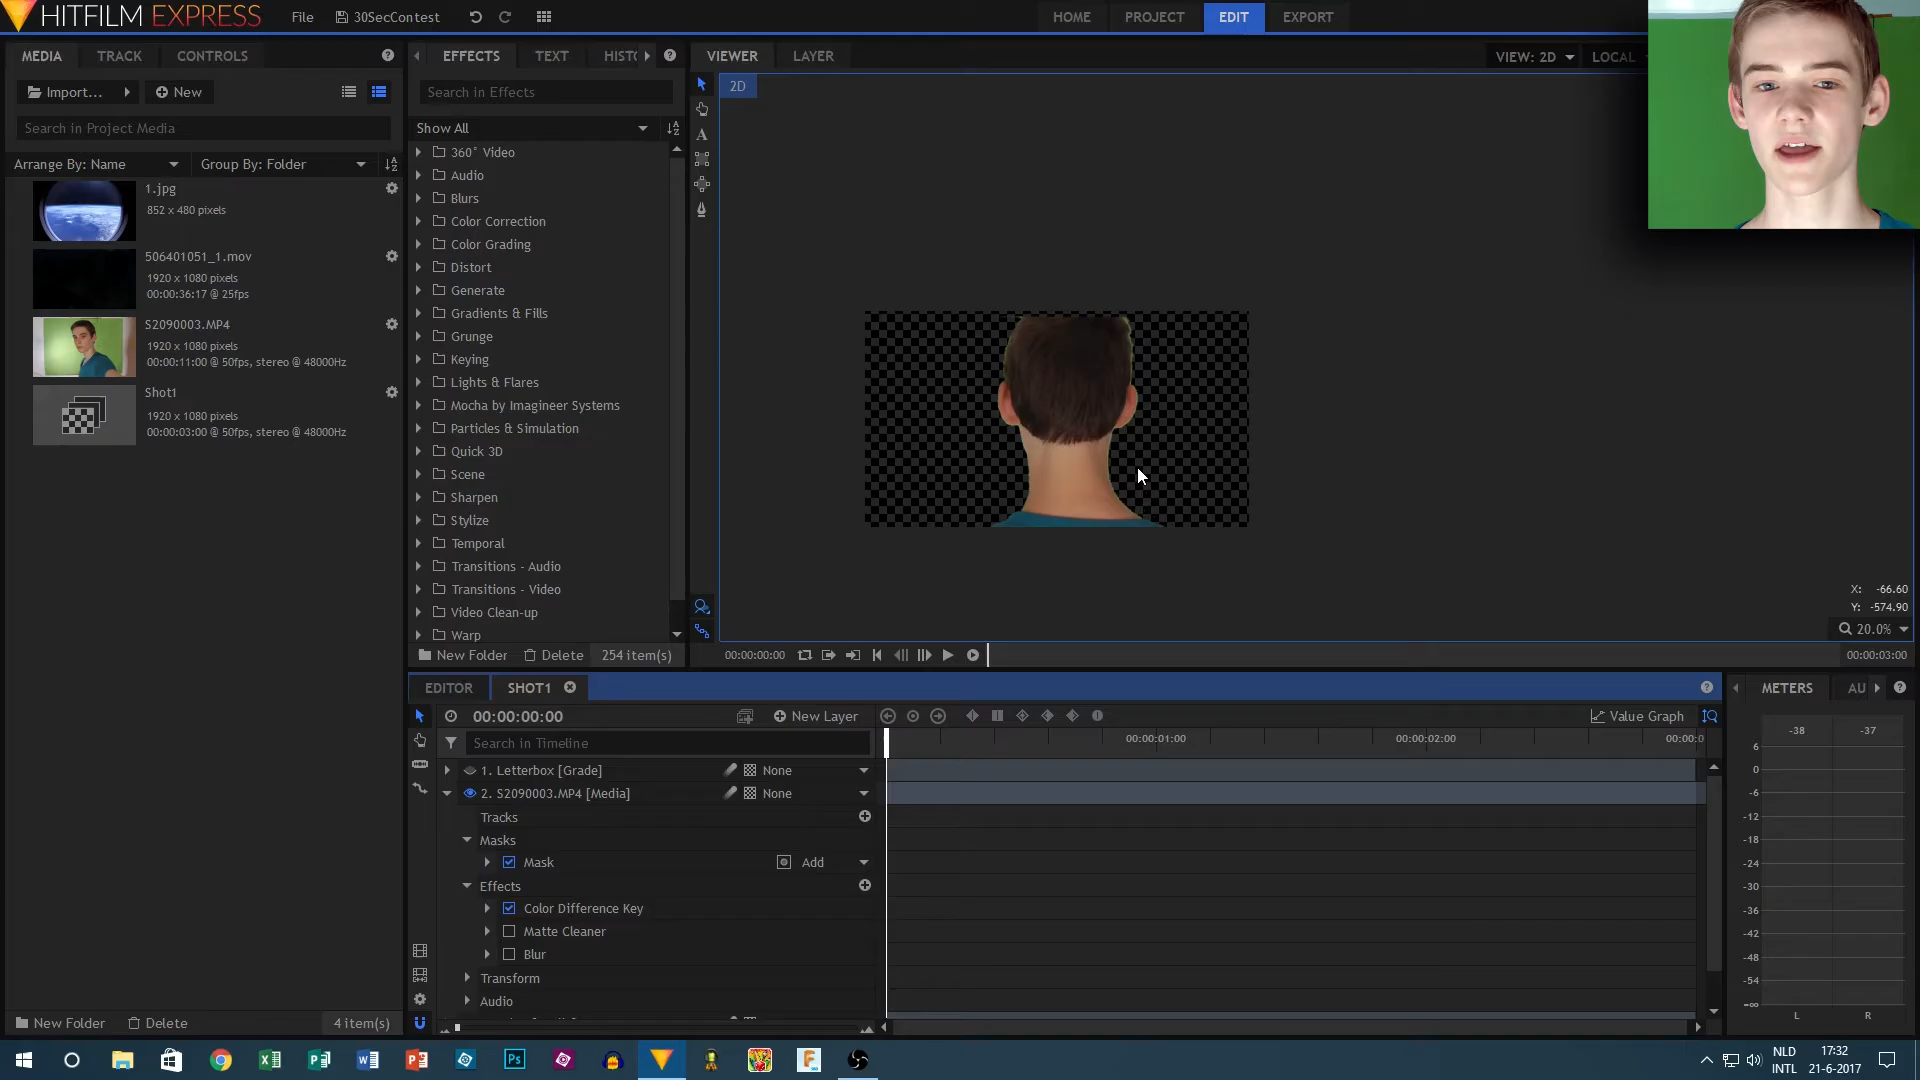 HITFILM EXPRESS
File
30SecContest
HOME
PROJECT
EDIT
EXPORT
MEDIA
TRACK
CONTROLS
Import...
New
Search in Project Media
Arrange By: Name
Group By: Folder
1.jpg
852 x 480 pixels
506401051_1.mov
1920 x 1080 pixels
00:00:36:17 @ 25fps
S2090003.MP4
1920 x 1080 pixels
00:00:11:00 @ 50fps, stereo @ 48000Hz
Shot1
1920 x 1080 pixels
00:00:03:00 @ 50fps, stereo @ 48000Hz
New Folder
Delete
4 item(s)
EFFECTS
TEXT
HISTO
Search in Effects
Show All
360° Video
Audio
Blurs
Color Correction
Color Grading
Distort
Generate
Gradients & Fills
Grunge
Keying
Lights & Flares
Mocha by Imagineer Systems
Particles & Simulation
Quick 3D
Scene
Sharpen
Stylize
Temporal
Transitions - Audio
Transitions - Video
Video Clean-up
Warp
New Folder
Delete
254 item(s)
VIEWER
LAYER
VIEW: 2D
LOCAL
2D
X: -66.60
Y: -574.90
20.0%
00:00:00:00
00:00:03:00
EDITOR
SHOT1
00:00:00:00
New Layer
Value Graph
Search in Timeline
00:00:01:00
00:00:02:00
00:00:0
1. Letterbox [Grade]
None
2. S2090003.MP4 [Media]
None
Tracks
Masks
Mask
Add
Effects
Color Difference Key
Matte Cleaner
Blur
Transform
Audio
METERS
AU
-38
-37
6
0
-6
-12
-18
-24
-30
-36
-42
-48
-54
-∞
L
R
NLD
INTL
17:32
21-6-2017